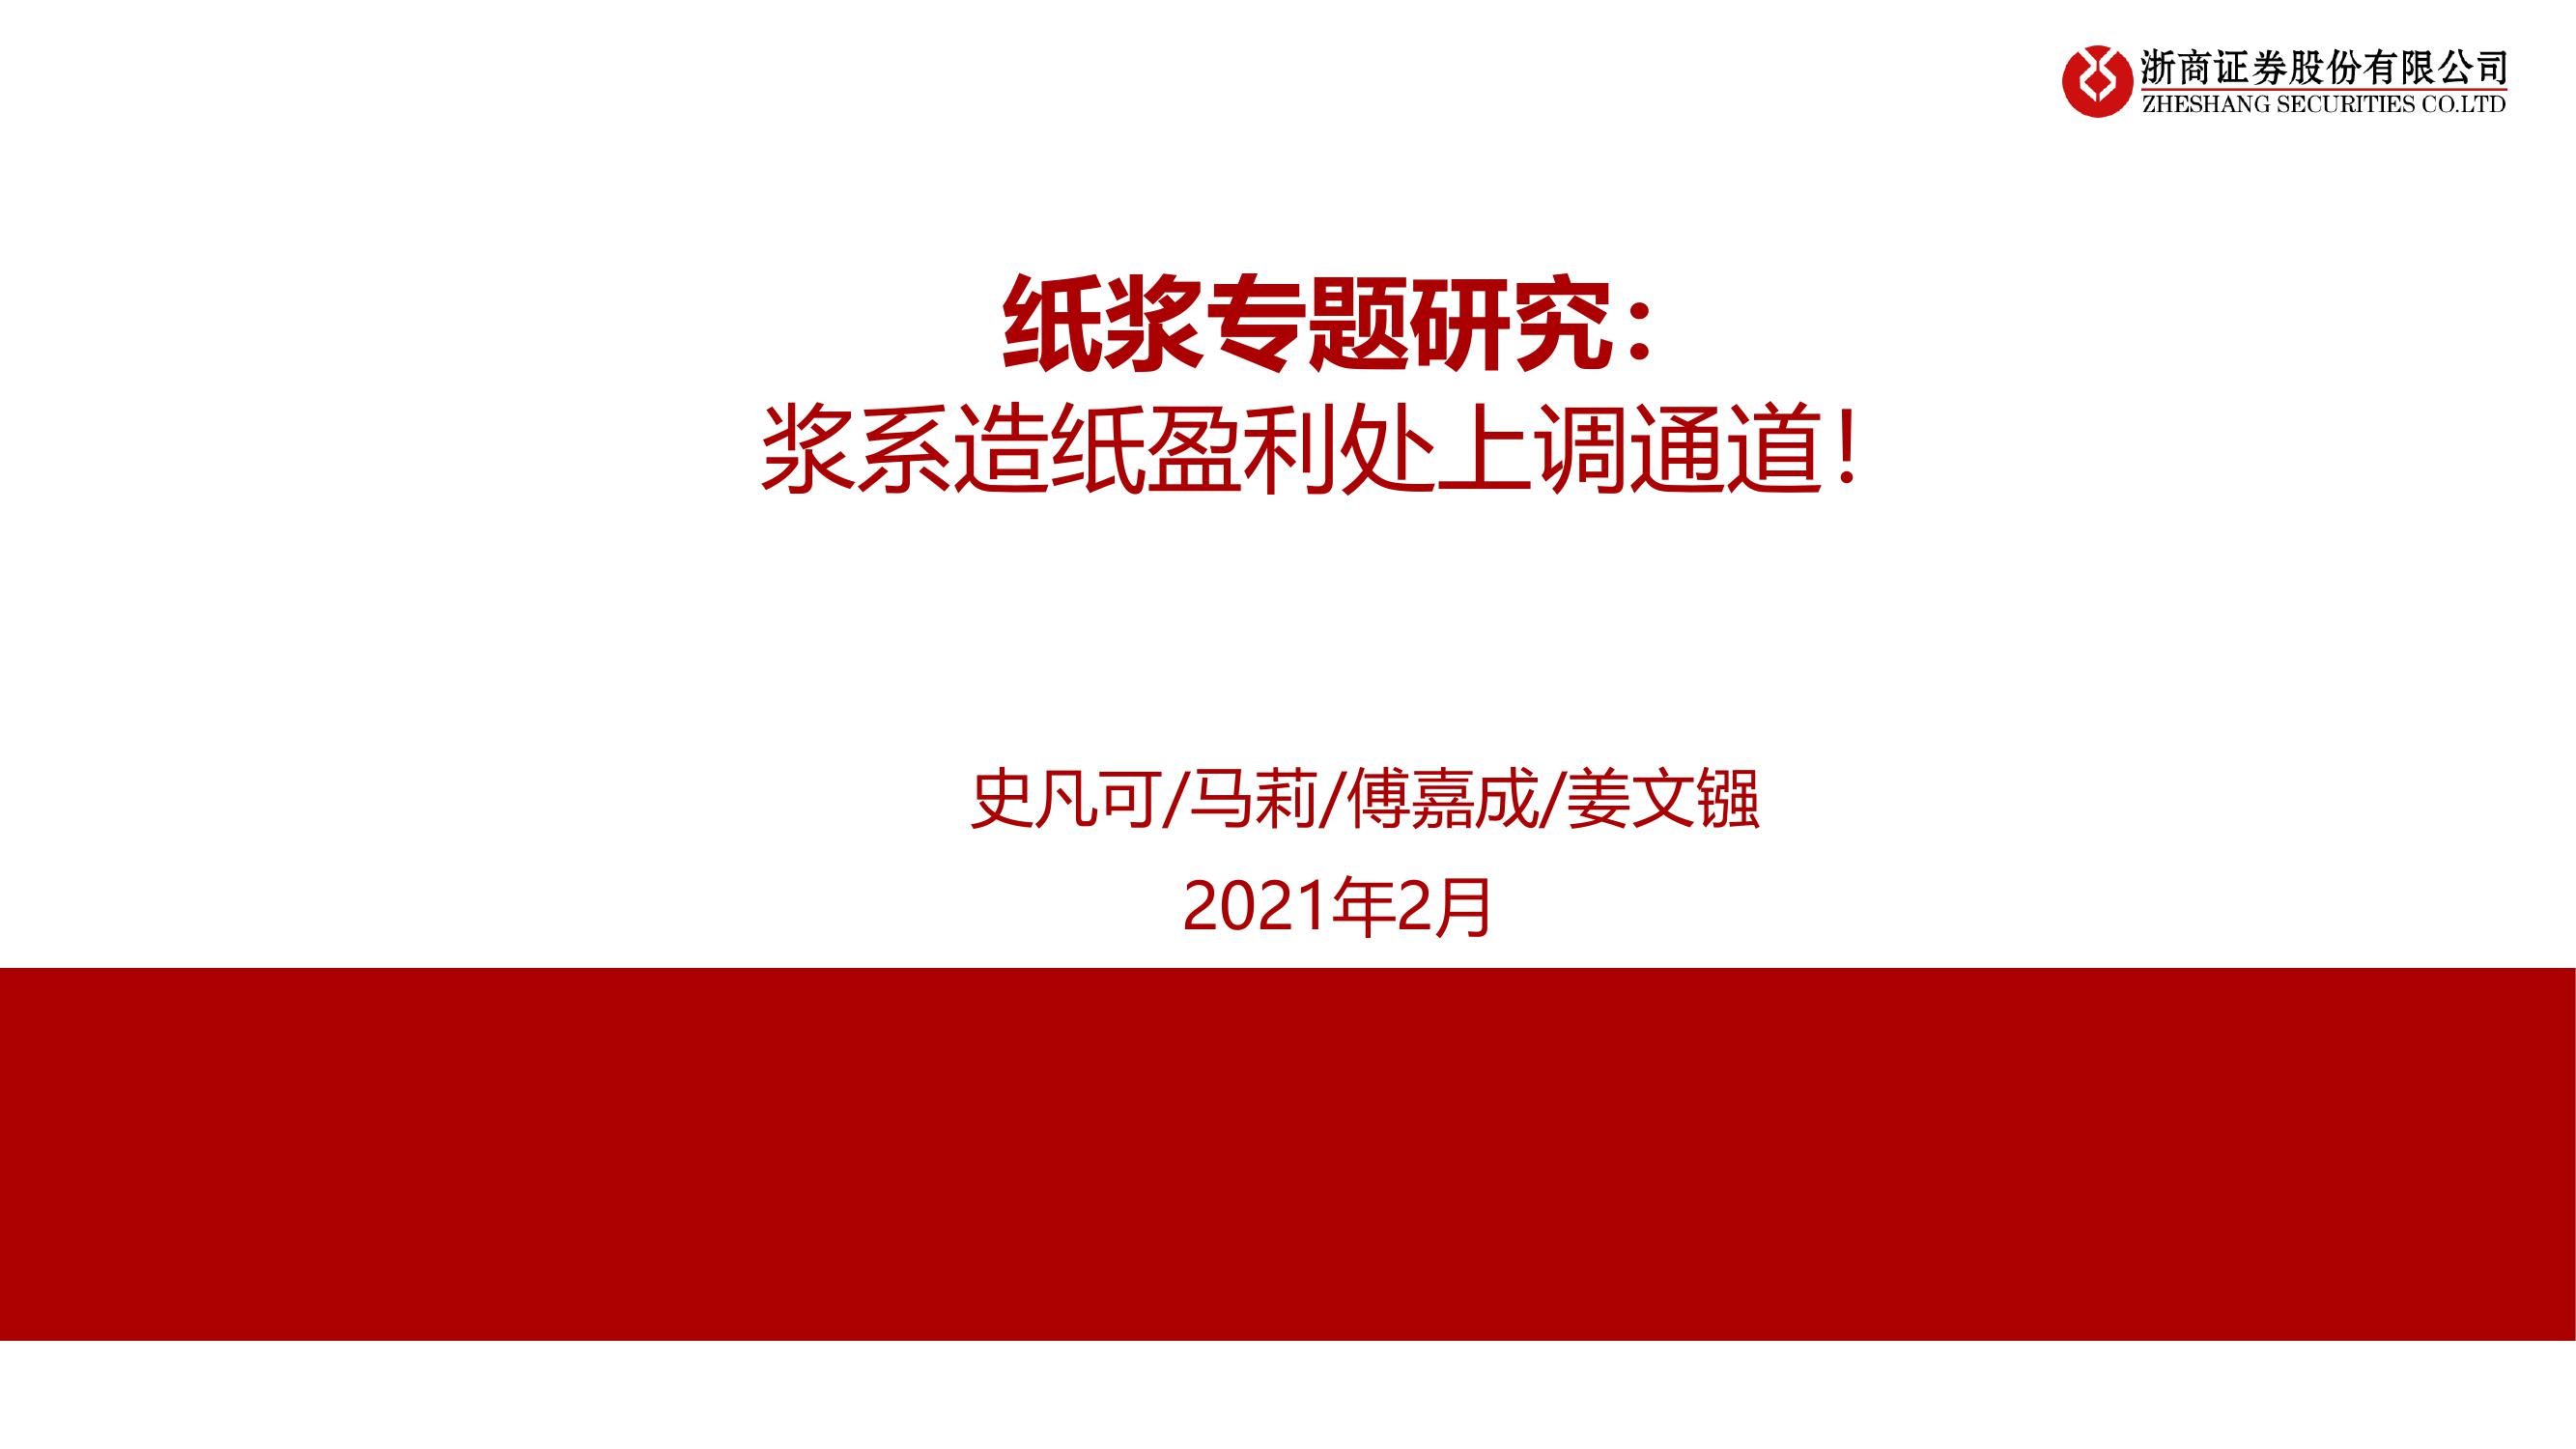 浙商证券股份有限公司
ZHESHANG SECURITIES CO.LTD
纸浆专题研究：
浆系造纸盈利处上调通道！
史凡可/马莉/傅嘉成/姜文镪
2021年2月